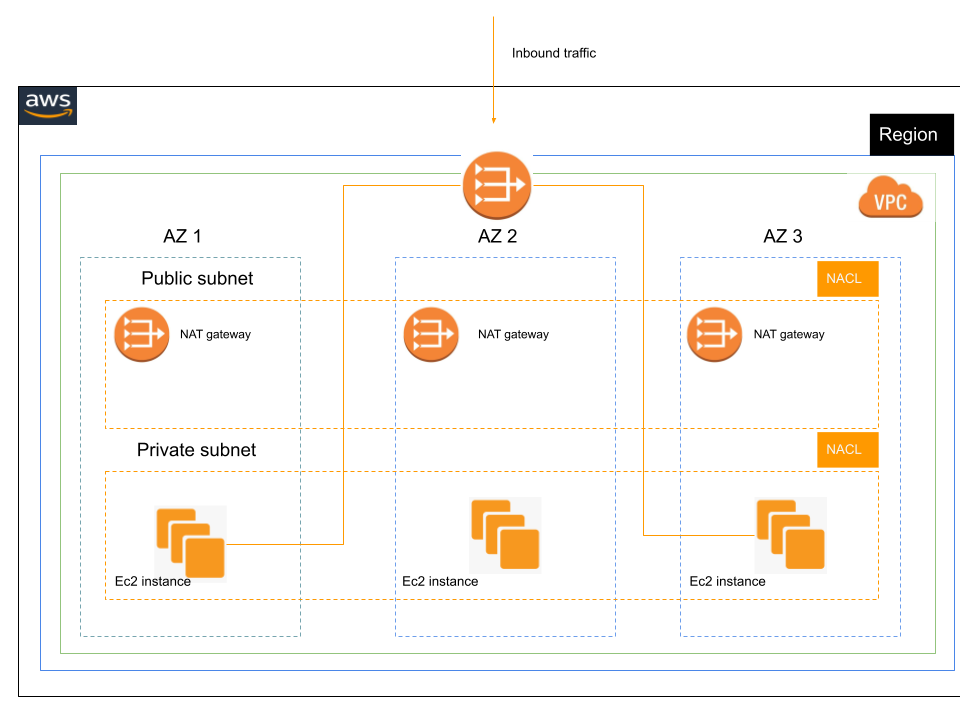 Inbound traffic
aws
Region
VPC
AZ 1
AZ 2
AZ 3
Public subnet
NACL
NAT gateway
NAT gateway
NAT gateway
Private subnet
NACL
Ec2 instance
Ec2 instance
Ec2 instance